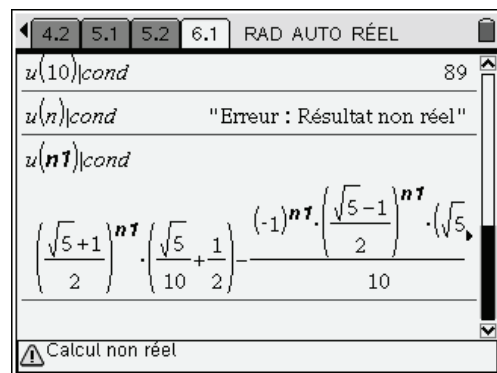 4.2 5.1 5.2 6.1 RAD AUTO RÉEL
u(10)|cond 89
u(n)|cond "Erreur : Résultat non réel"
u(n1)|cond
((√5+1)/2)^n1·(√5/10+1/2)−((-1)^n1·((√5−1)/2)^n1·(√5)/10
Calcul non réel